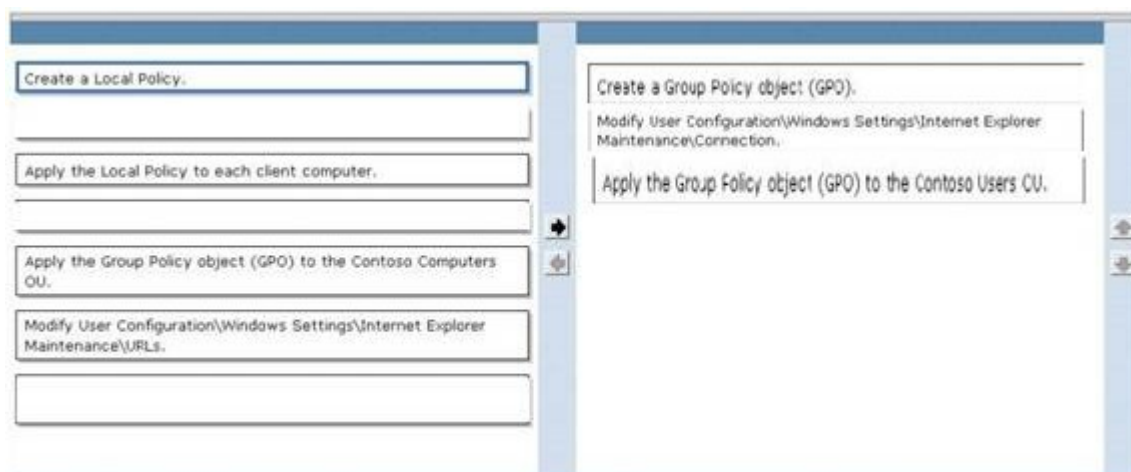 Create a Local Policy.
Apply the Local Policy to each client computer.
Apply the Group Policy object (GPO) to the Contoso Computers
OU.
Modify User Configuration\Windows Settings\Internet Explorer
Maintenance\URLs.
Create a Group Policy object (GPO).
Modify User Configuration\Windows Settings\Internet Explorer
Maintenance\Connection.
Apply the Group Policy object (GPO) to the Contoso Users OU.